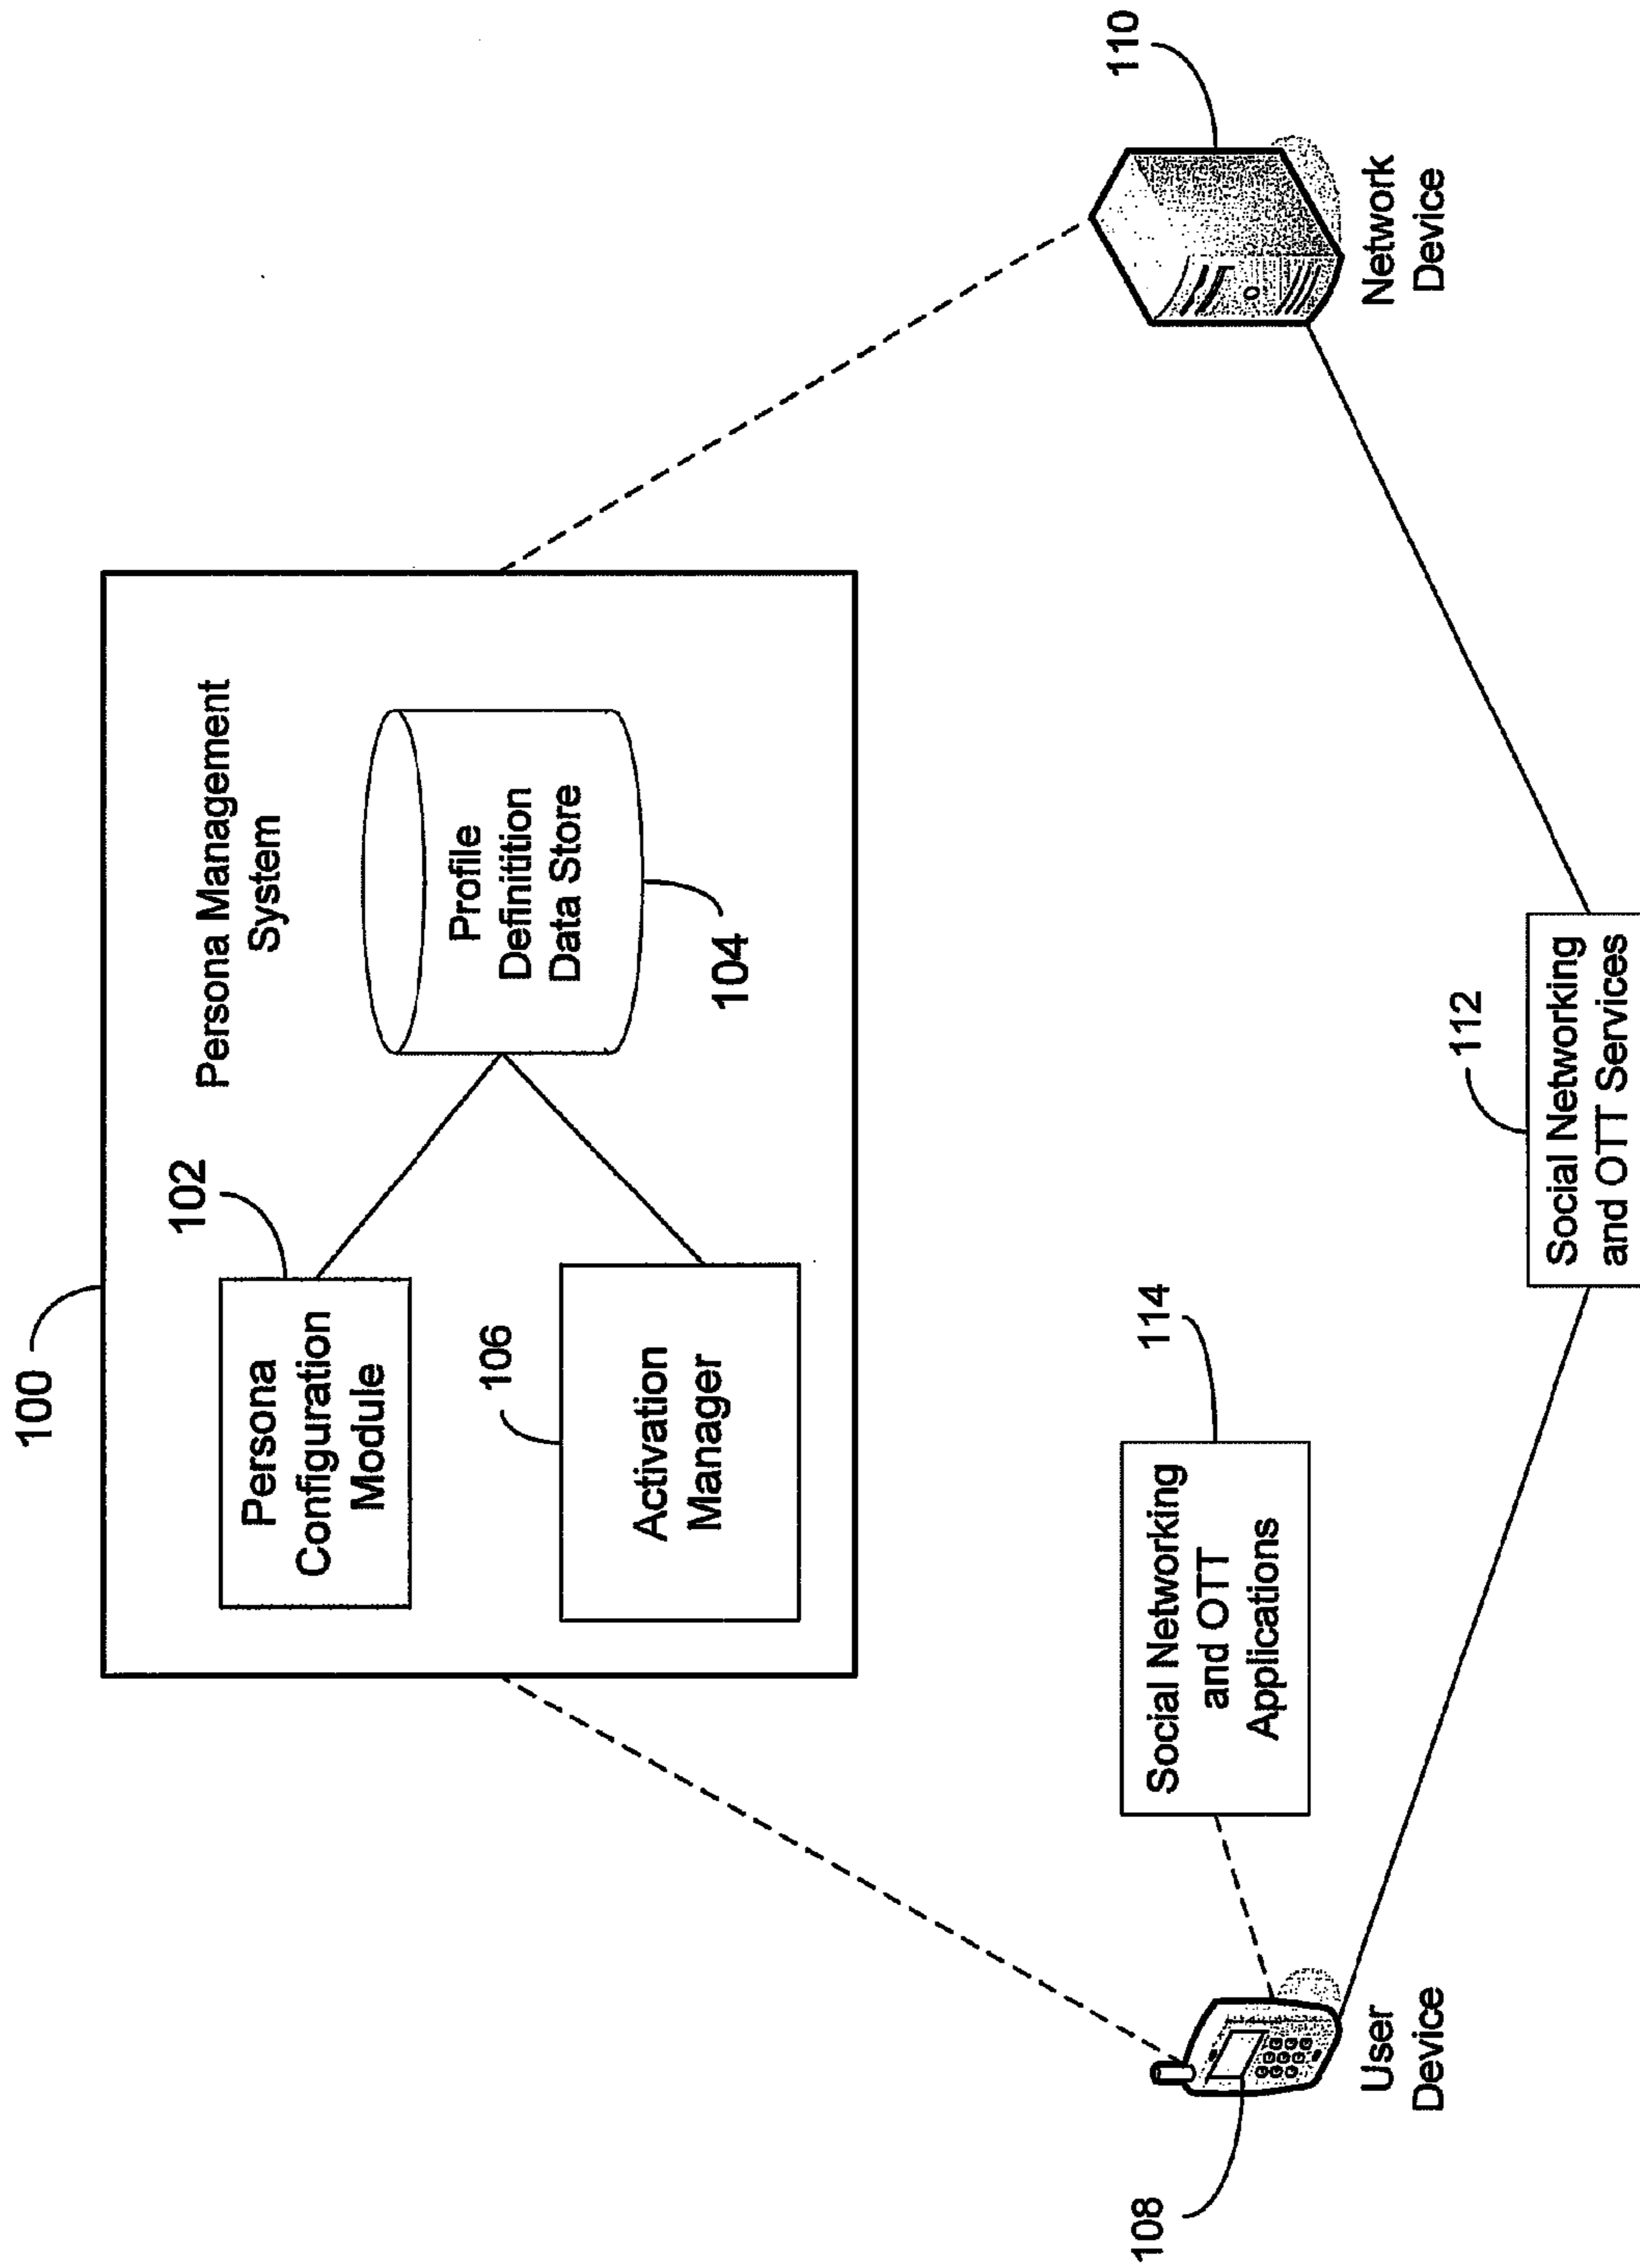 100
Persona Management
System
102
Persona
Configuration
Module
Profile
Definitition
Data Store
104
106
Activation
Manager
108
User
Device
114
Social Networking
and OTT
Applications
110
Network
Device
112
Social Networking
and OTT Services